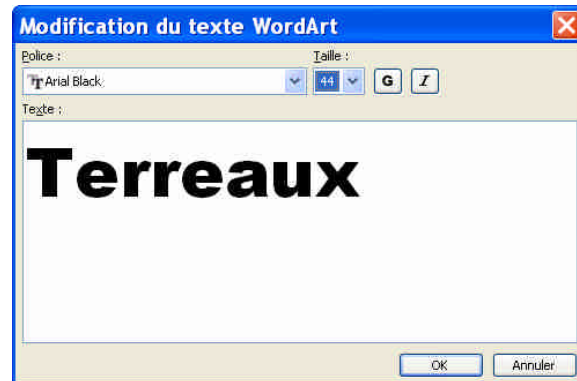 Modification du texte WordArt
Police :
Taille :
Arial Black
44
G
I
Texte :
Terreaux
OK
Annuler